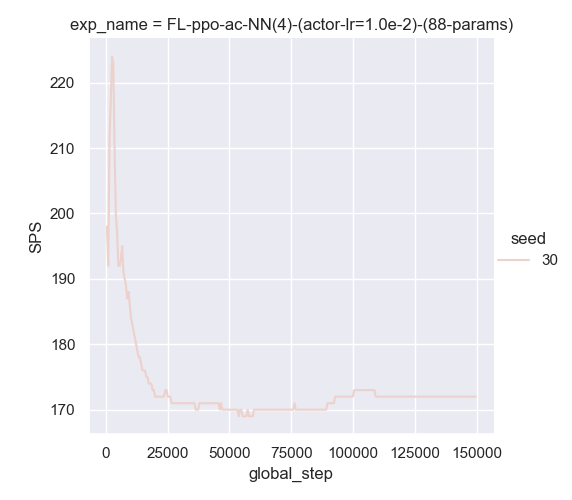 exp_name = FL-ppo-ac-NN(4)-(actor-lr=1.0e-2)-(88-params)
220
210
200
190
180
170
SPS
seed
30
0 25000 50000 75000 100000 125000 150000
global_step